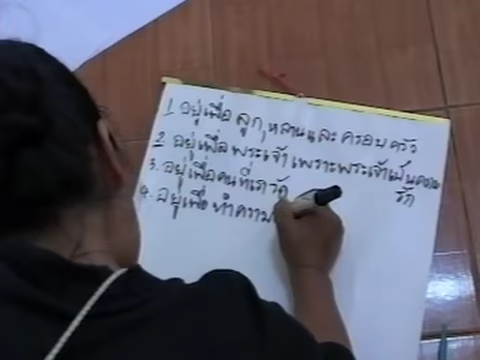 1 อยู่เพื่อ ลูก, หลานและ ครอบครัว
2 อยู่เพื่อ พระเจ้า เพราะพระเจ้าเป็นความ
รัก
3. อยู่เพื่อคนที่เรารัก
4. อยู่เพื่อ ทำความ